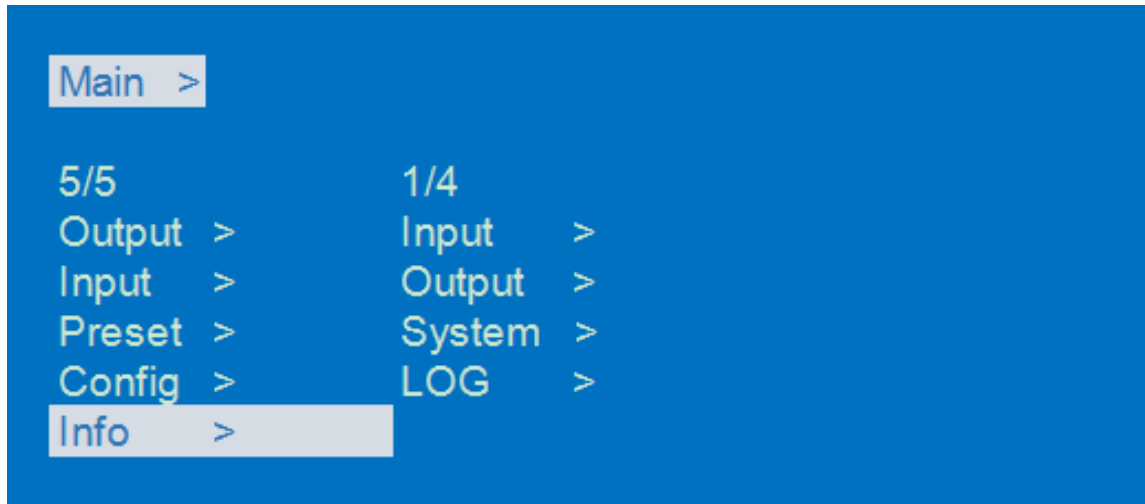 Main >
5/5 1/4
Output > Input >
Input > Output >
Preset > System >
Config > LOG >
Info >